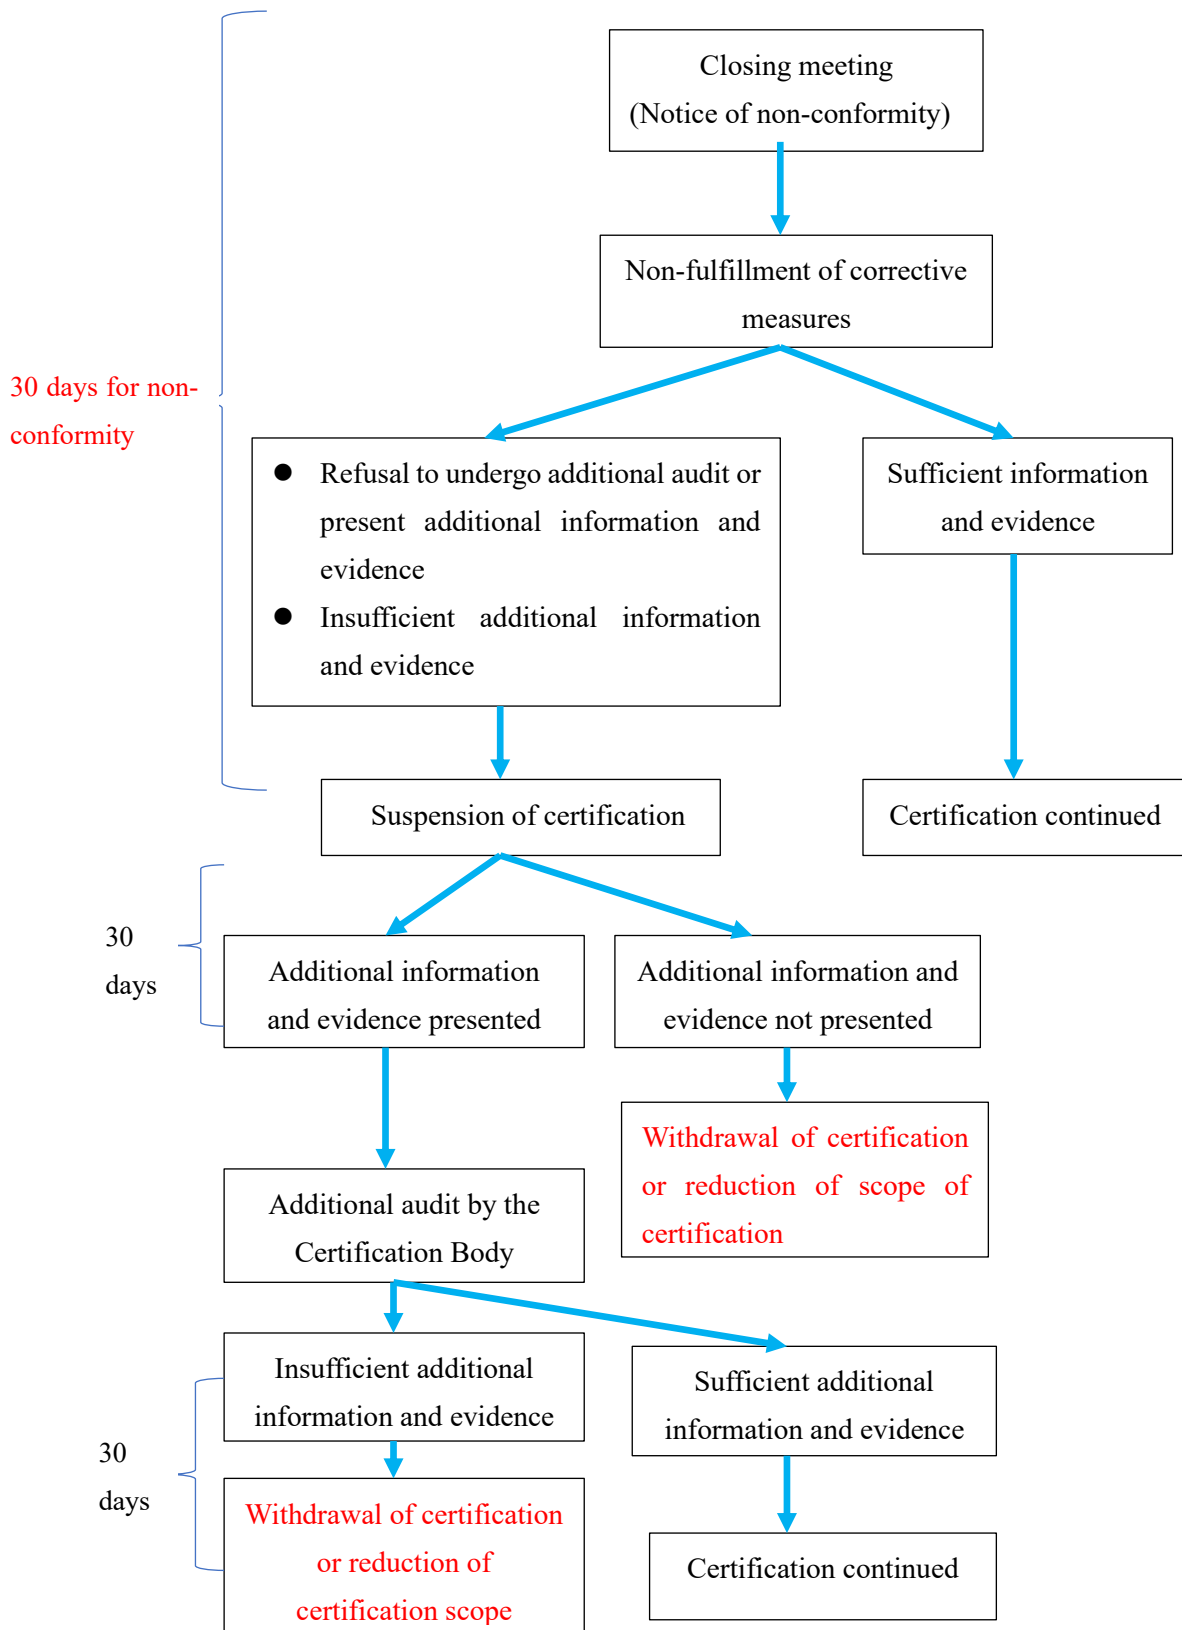 Closing meeting
(Notice of non-conformity)
Non-fulfillment of corrective
measures
30 days for non-
conformity
● Refusal to undergo additional audit or
present additional information and
evidence
● Insufficient additional information
and evidence
Sufficient information
and evidence
Suspension of certification
Certification continued
30
days
Additional information
and evidence presented
Additional information and
evidence not presented
Withdrawal of certification
or reduction of scope of
certification
Additional audit by the
Certification Body
Insufficient additional
information and evidence
Sufficient additional
information and evidence
30
days
Withdrawal of certification
or reduction of
certification scope
Certification continued